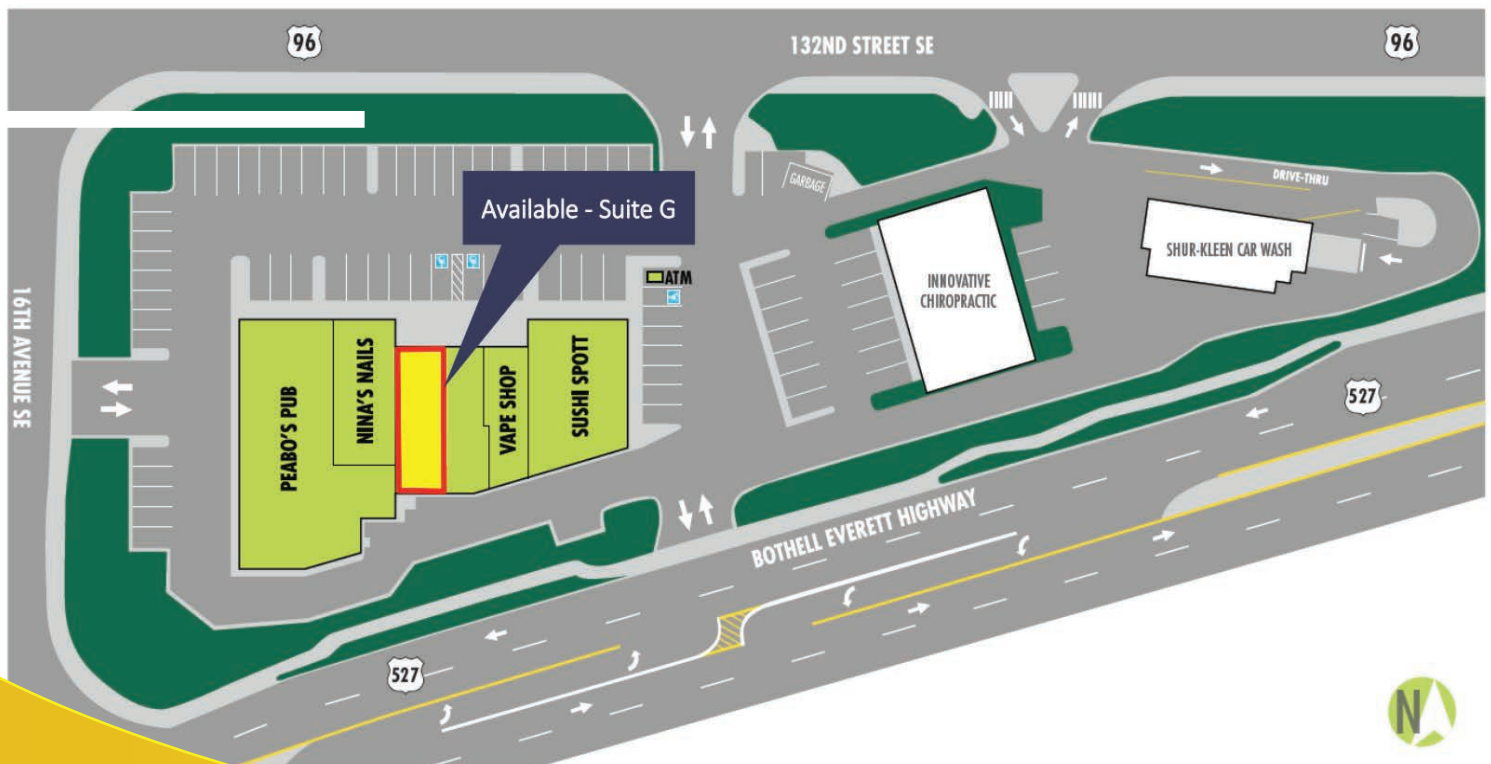 96
132ND STREET SE
96
GARBAGE
DRIVE-THRU
Available - Suite G
SHUR-KLEEN CAR WASH
ATM
INNOVATIVE
CHIROPRACTIC
16TH AVENUE SE
PEABO'S PUB
NINA'S NAILS
VAPE SHOP
SUSHI SPOTT
527
BOTHELL EVERETT HIGHWAY
527
N